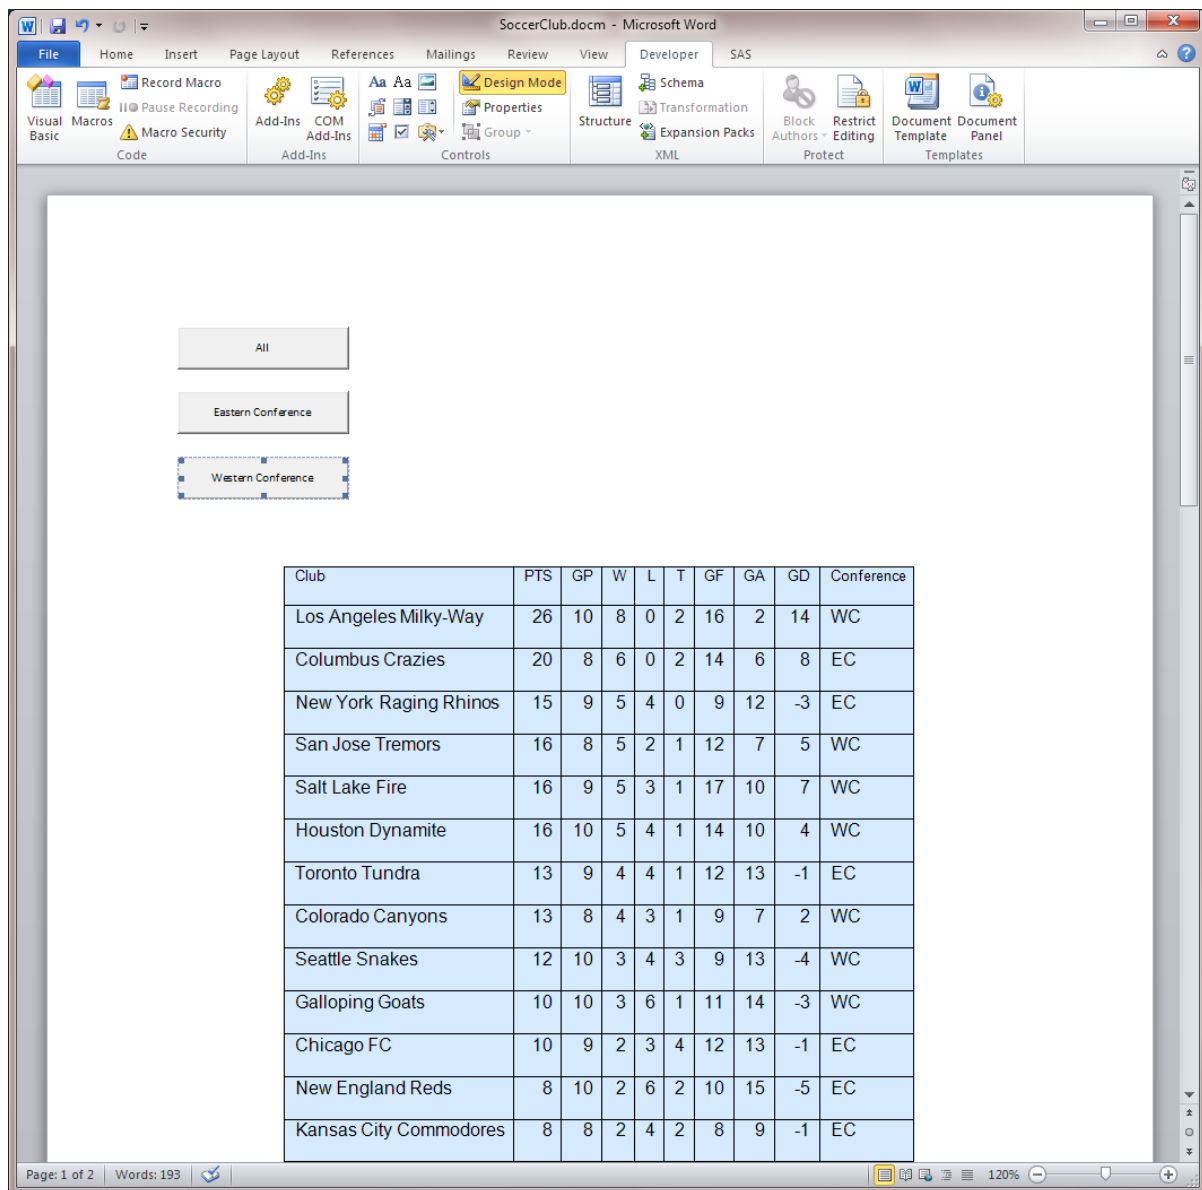 SoccerClub.docm - Microsoft Word
File Home Insert Page Layout References Mailings Review View Developer SAS
Visual Basic
Macros
Record Macro
Pause Recording
Macro Security
Code
Add-Ins
COM Add-Ins
Add-Ins
Aa Aa
Design Mode
Properties
Group
Controls
Structure
Schema
Transformation
Expansion Packs
XML
Block Authors
Restrict Editing
Protect
Document Template
Document Panel
Templates
All
Eastern Conference
Western Conference
Club PTS GP W L T GF GA GD Conference
Los Angeles Milky-Way 26 10 8 0 2 16 2 14 WC
Columbus Crazies 20 8 6 0 2 14 6 8 EC
New York Raging Rhinos 15 9 5 4 0 9 12 -3 EC
San Jose Tremors 16 8 5 2 1 12 7 5 WC
Salt Lake Fire 16 9 5 3 1 17 10 7 WC
Houston Dynamite 16 10 5 4 1 14 10 4 WC
Toronto Tundra 13 9 4 4 1 12 13 -1 EC
Colorado Canyons 13 8 4 3 1 9 7 2 WC
Seattle Snakes 12 10 3 4 3 9 13 -4 WC
Galloping Goats 10 10 3 6 1 11 14 -3 WC
Chicago FC 10 9 2 3 4 12 13 -1 EC
New England Reds 8 10 2 6 2 10 15 -5 EC
Kansas City Commodores 8 8 2 4 2 8 9 -1 EC
Page: 1 of 2 Words: 193 120%